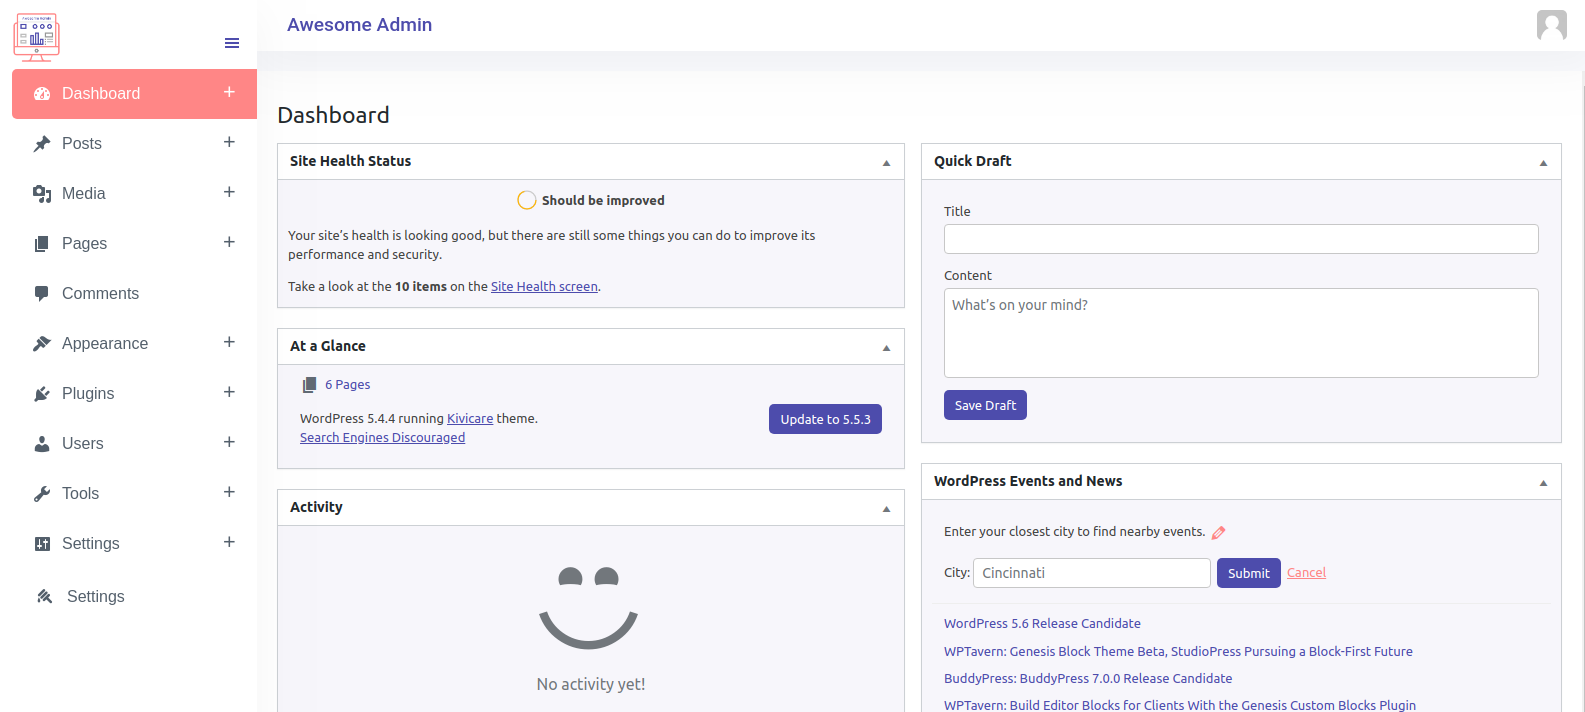 Awesome Admin
Dashboard
Posts
Media
Pages
Comments
Appearance
Plugins
Users
Tools
Settings
Settings
Dashboard
Site Health Status
Should be improved
Your site's health is looking good, but there are still some things you can do to improve its
performance and security.
Take a look at the 10 items on the Site Health screen.
At a Glance
6 Pages
WordPress 5.4.4 running Kivicare theme.
Update to 5.5.3
Search Engines Discouraged
Activity
No activity yet!
Quick Draft
Title
Content
What's on your mind?
Save Draft
WordPress Events and News
Enter your closest city to find nearby events.
City: Cincinnati Submit Cancel
WordPress 5.6 Release Candidate
WPTavern: Genesis Block Theme Beta, StudioPress Pursuing a Block-First Future
BuddyPress: BuddyPress 7.0.0 Release Candidate
WPTavern: Build Editor Blocks for Clients With the Genesis Custom Blocks Plugin